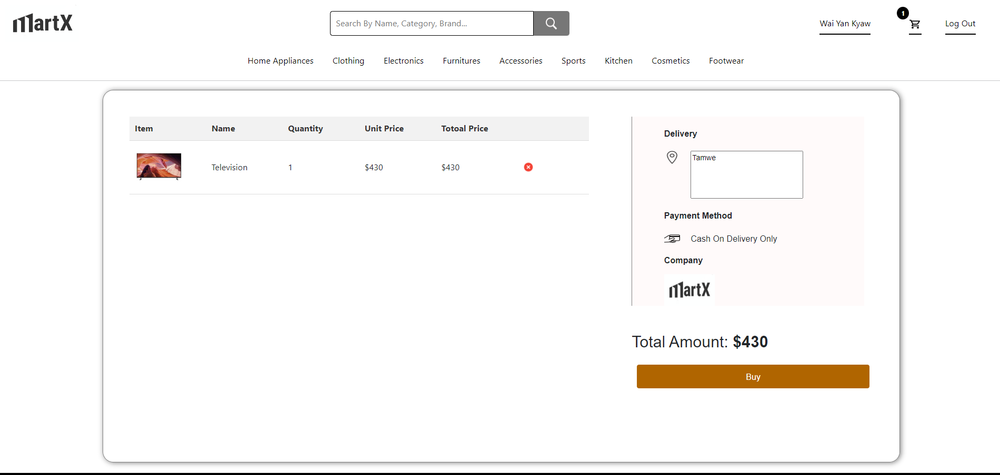 martX
Search By Name, Category, Brand...
Wai Yan Kyaw
1
Log Out
Home Appliances Clothing Electronics Furnitures Accessories Sports Kitchen Cosmetics Footwear
Item Name Quantity Unit Price Totoal Price
Television 1 $430 $430
Delivery
Tamwe
Payment Method
Cash On Delivery Only
Company
martX
Total Amount: $430
Buy